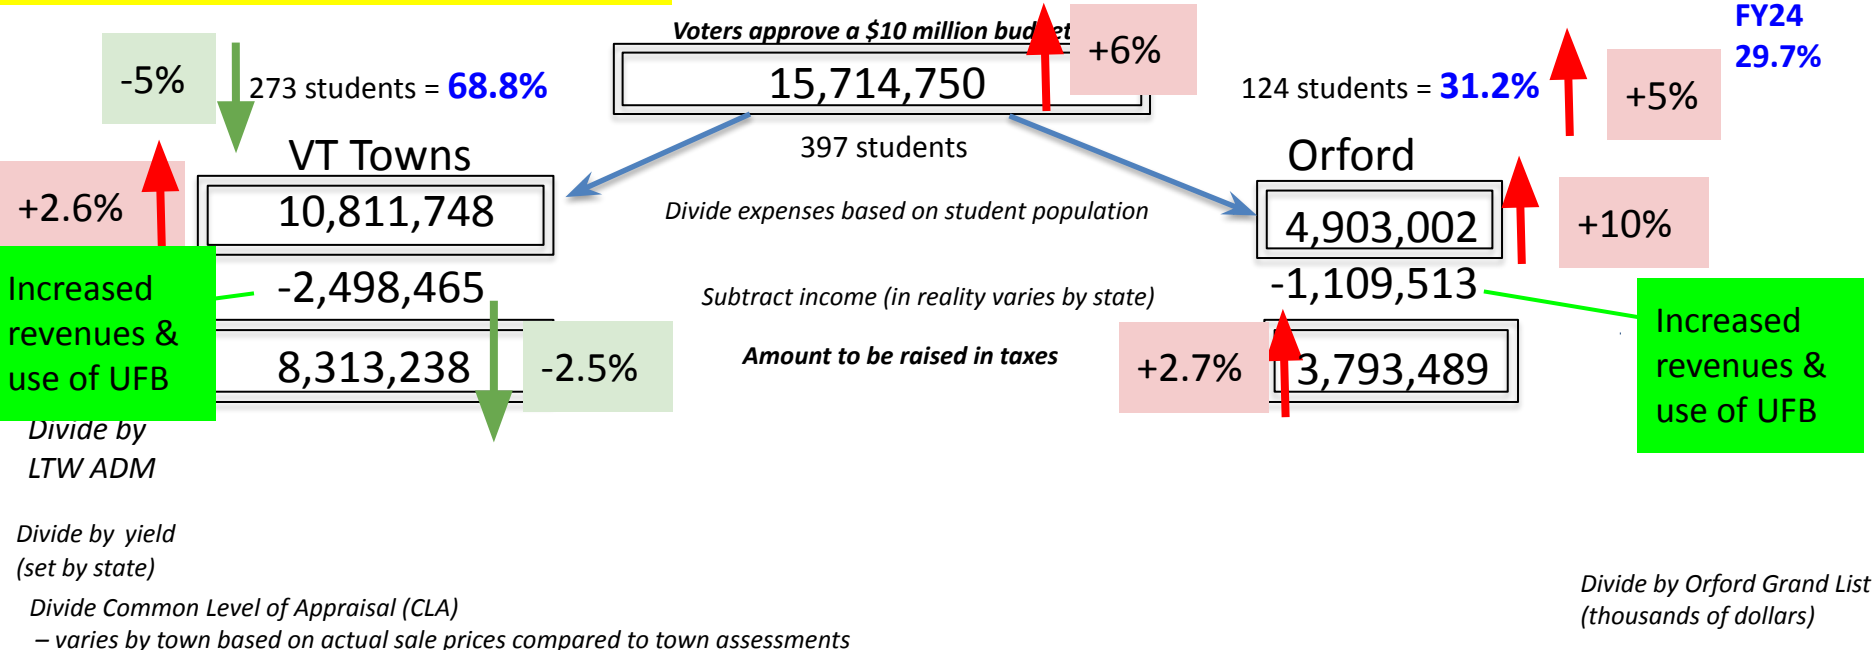 Voters approve a $10 million budget
FY24
29.7%
-5%
273 students = 68.8%
15,714,750
+6%
124 students = 31.2%
+5%
VT Towns
397 students
Orford
+2.6%
10,811,748
Divide expenses based on student population
4,903,002
+10%
Increased
revenues &
use of UFB
-2,498,465
Subtract income (in reality varies by state)
-1,109,513
Increased
revenues &
use of UFB
8,313,238
-2.5%
Amount to be raised in taxes
+2.7%
3,793,489
Divide by
LTW ADM
Divide by yield
(set by state)
Divide Common Level of Appraisal (CLA)
– varies by town based on actual sale prices compared to town assessments
Divide by Orford Grand List
(thousands of dollars)